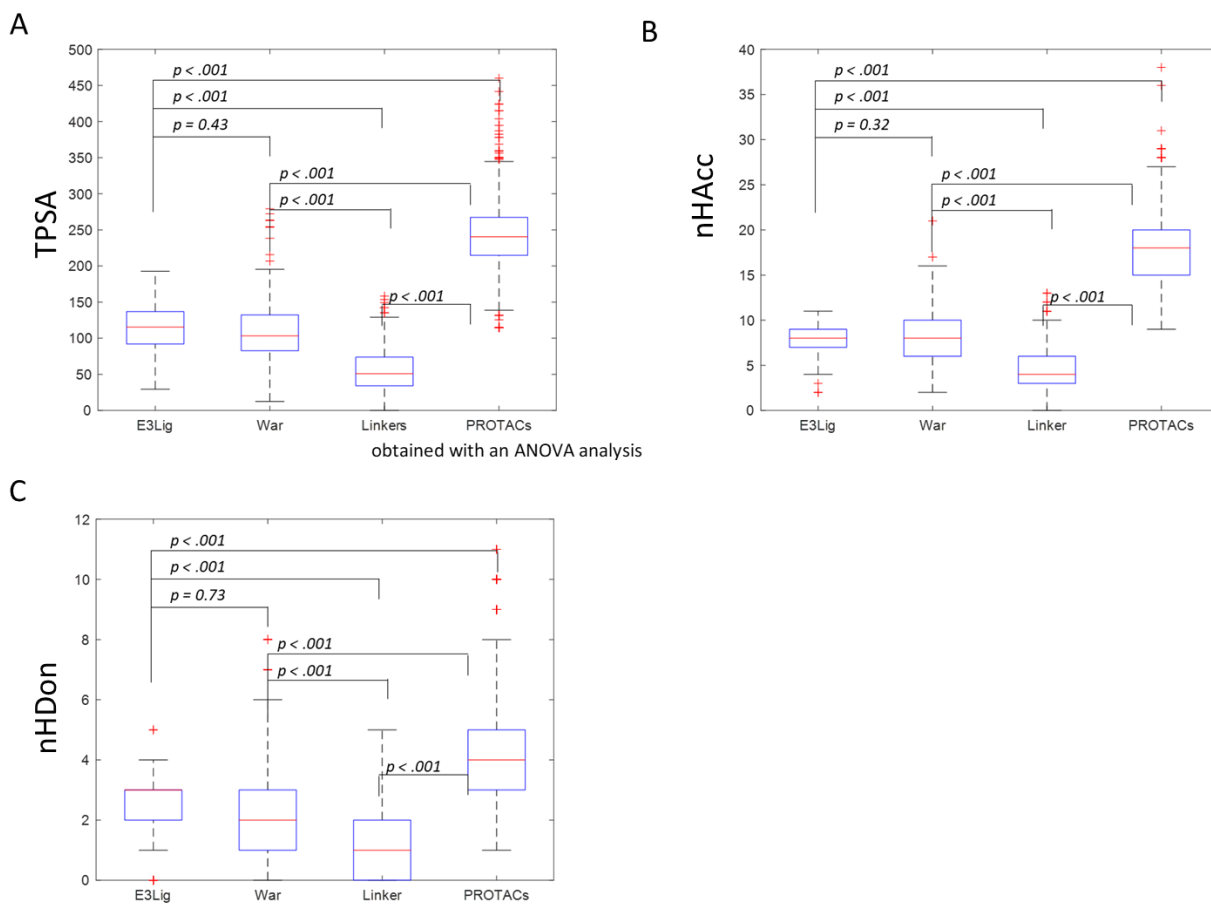 A
TPSA
500
450
400
350
300
250
200
150
100
50
0
p < .001
p < .001
p = 0.43
p < .001
p < .001
p < .001
E3Lig War Linkers PROTACs
obtained with an ANOVA analysis
B
nHAcc
40
35
30
25
20
15
10
5
0
p < .001
p < .001
p = 0.32
p < .001
p < .001
p < .001
E3Lig War Linker PROTACs
C
nHDon
12
10
8
6
4
2
0
p < .001
p < .001
p = 0.73
p < .001
p < .001
p < .001
E3Lig War Linker PROTACs